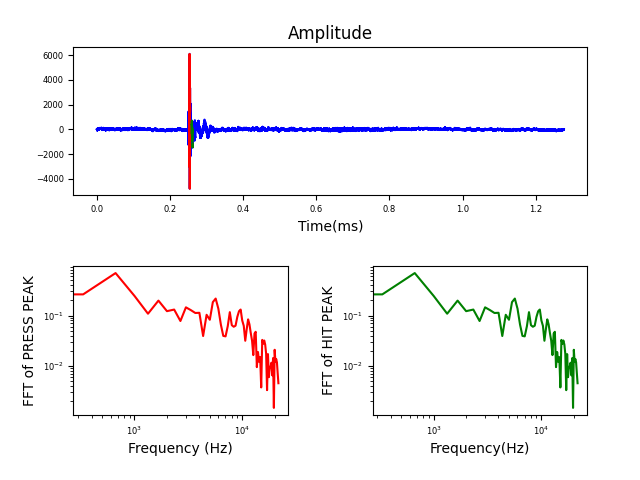 Amplitude
6000
4000
2000
0
−2000
−4000
0.0 0.2 0.4 0.6 0.8 1.0 1.2
Time(ms)
FFT of PRESS PEAK
10⁻¹
10⁻²
10³ 10⁴
Frequency (Hz)
FFT of HIT PEAK
10⁻¹
10⁻²
10³ 10⁴
Frequency(Hz)